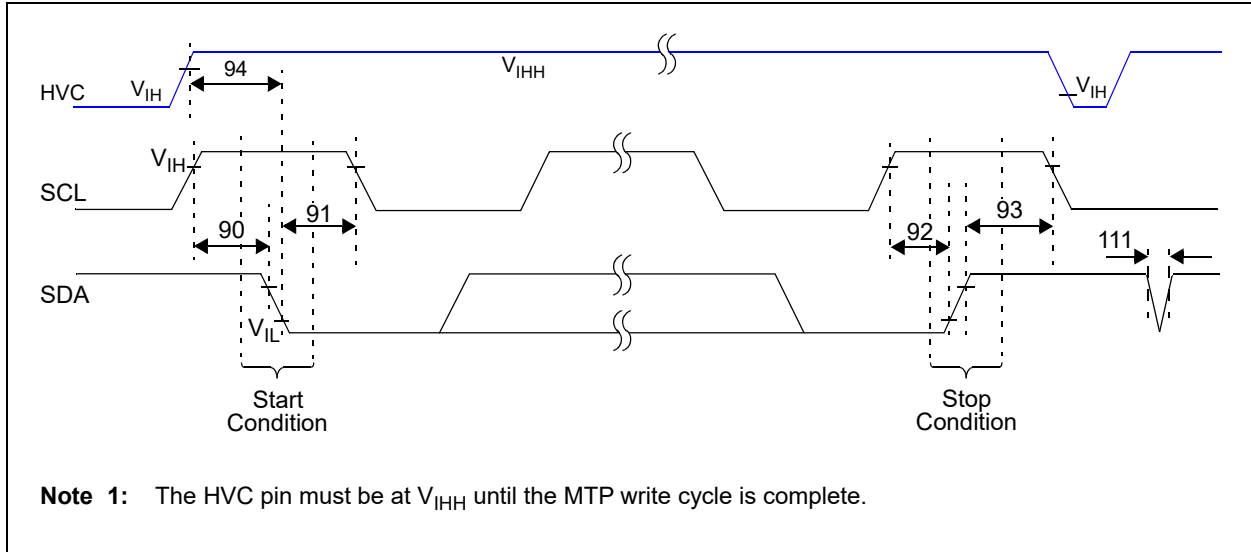 HVC
V_IH
94
V_IHH
V_IH
SCL
V_IH
90
91
92
93
111
SDA
V_IL
Start
Condition
Stop
Condition
Note 1: The HVC pin must be at V_IHH until the MTP write cycle is complete.